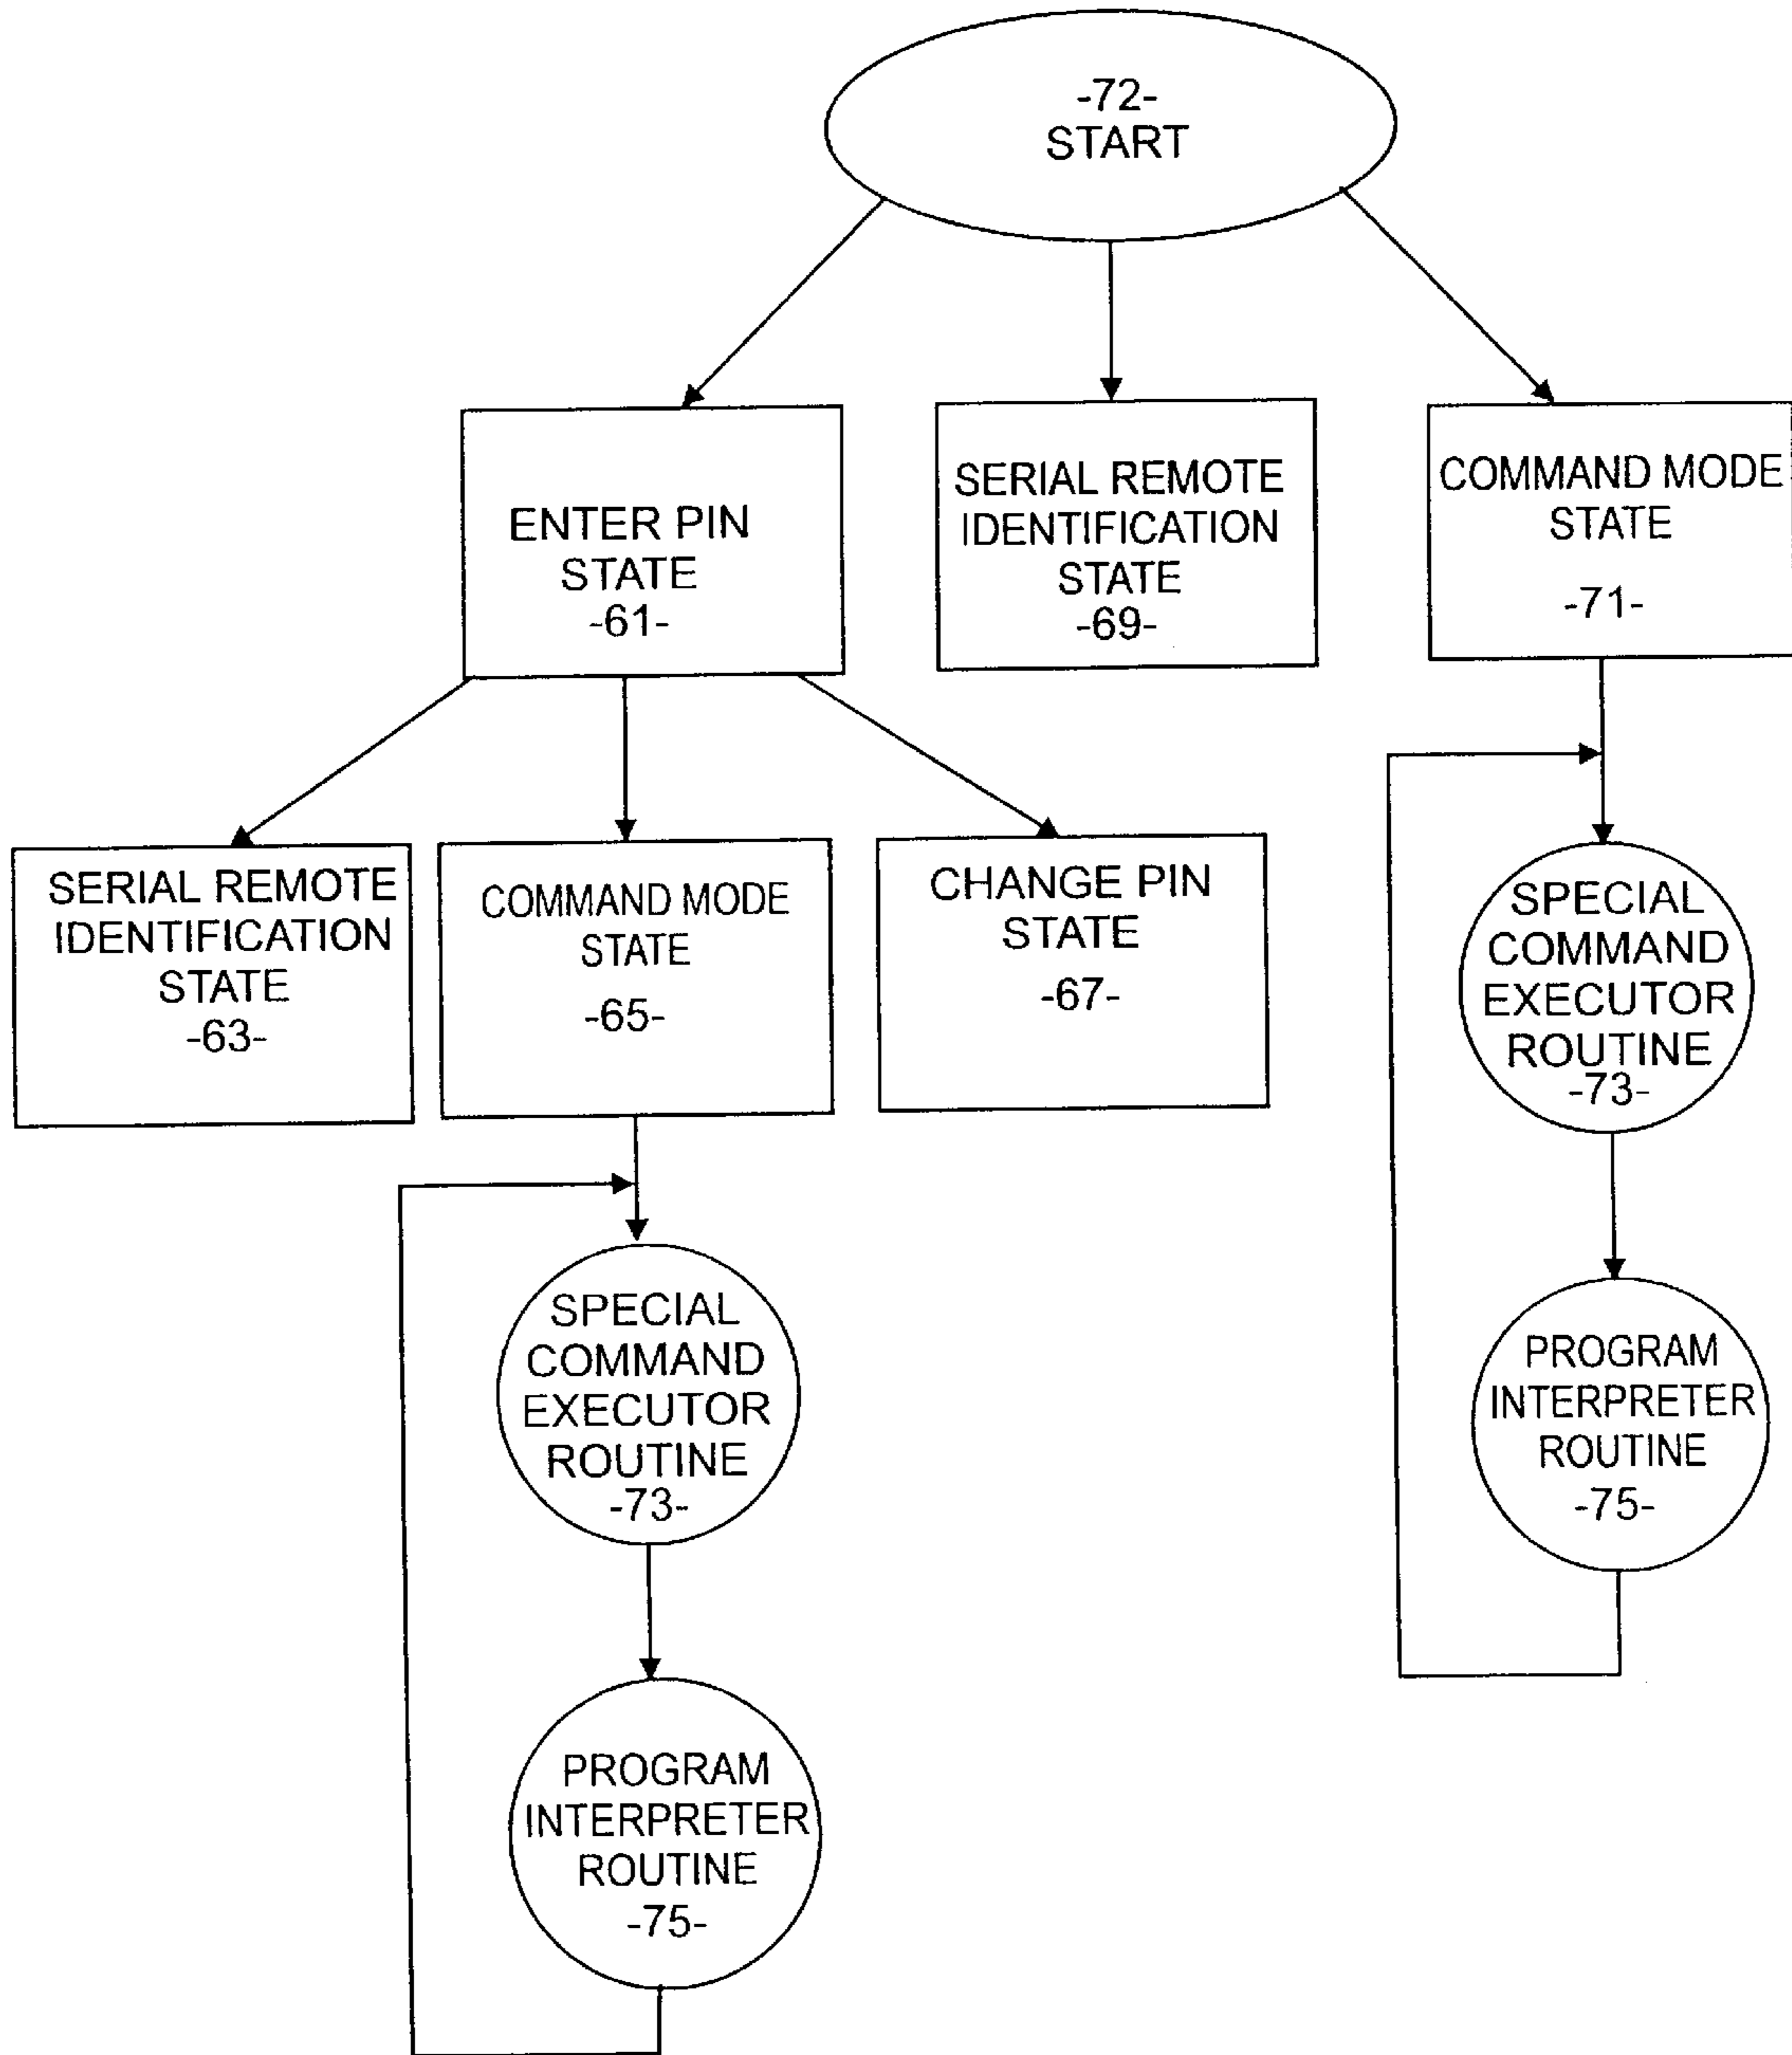 -72-
START
ENTER PIN
STATE
-61-
SERIAL REMOTE
IDENTIFICATION
STATE
-69-
COMMAND MODE
STATE
-71-
SERIAL REMOTE
IDENTIFICATION
STATE
-63-
COMMAND MODE
STATE
-65-
CHANGE PIN
STATE
-67-
SPECIAL
COMMAND
EXECUTOR
ROUTINE
-73-
PROGRAM
INTERPRETER
ROUTINE
-75-
SPECIAL
COMMAND
EXECUTOR
ROUTINE
-73-
PROGRAM
INTERPRETER
ROUTINE
-75-